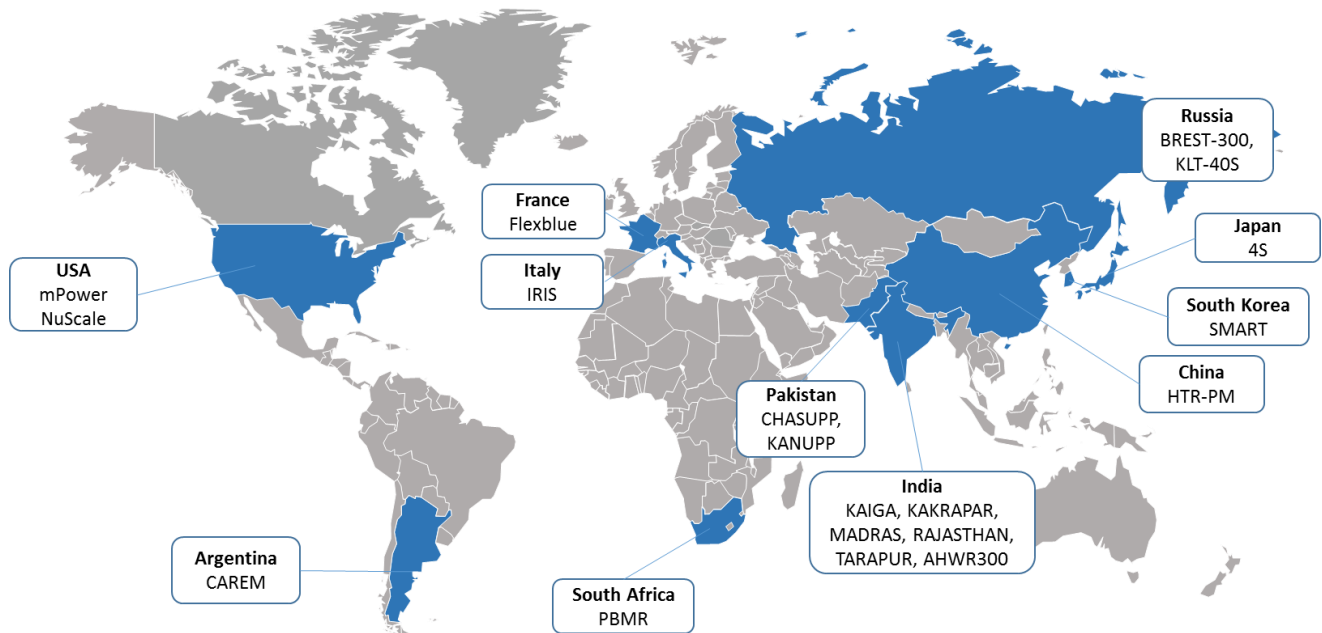 Russia
BREST-300,
KLT-40S
France
Flexblue
Japan
4S
Italy
IRIS
USA
mPower
NuScale
South Korea
SMART
China
HTR-PM
Pakistan
CHASUPP,
KANUPP
India
KAIGA, KAKRAPAR,
MADRAS, RAJASTHAN,
TARAPUR, AHWR300
Argentina
CAREM
South Africa
PBMR